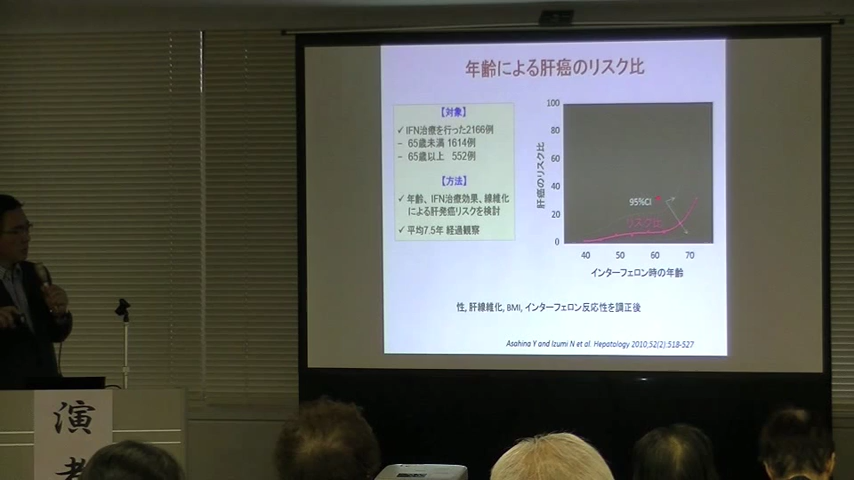 年齢による肝癌のリスク比
【対象】
✓ IFN治療を行った2166例
– 65歳未満 1614例
– 65歳以上 552例
【方法】
✓ 年齢、IFN治療効果、線維化
による肝発癌リスクを検討
✓ 平均7.5年 経過観察
肝癌のリスク比
100
80
60
40
20
0
95%CI
リスク比
40 50 60 70
インターフェロン時の年齢
性, 肝線維化, BMI, インターフェロン反応性を調正後
Asahina Y and Izumi N et al. Hepatology 2010;52(2):518-527
演